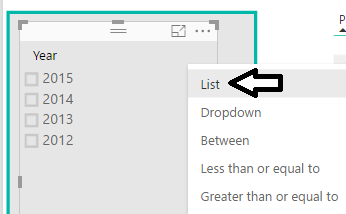 P
Year
2015
2014
2013
2012
List
Dropdown
Between
Less than or equal to
Greater than or equal to